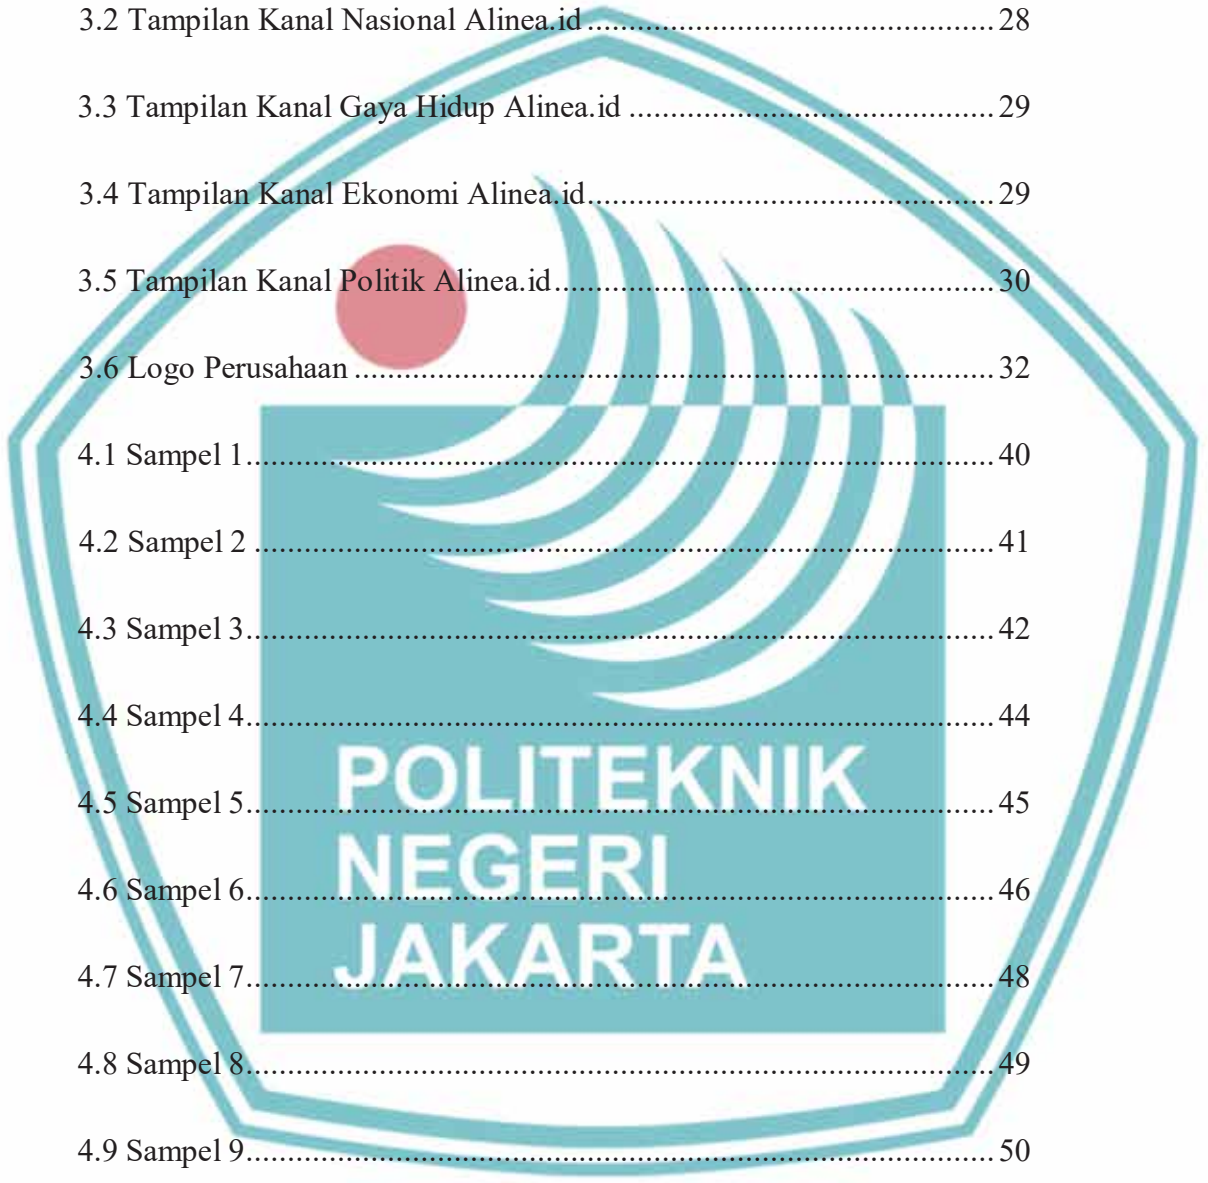 3.2 Tampilan Kanal Nasional Alinea.id.................................................. 28
3.3 Tampilan Kanal Gaya Hidup Alinea.id ............................................ 29
3.4 Tampilan Kanal Ekonomi Alinea.id................................................. 29
3.5 Tampilan Kanal Politik Alinea.id..................................................... 30
3.6 Logo Perusahaan ............................................................................. 32
4.1 Sampel 1.......................................................................................... 40
4.2 Sampel 2 ......................................................................................... 41
4.3 Sampel 3.......................................................................................... 42
4.4 Sampel 4.......................................................................................... 44
POLITEKNIK
4.5 Sampel 5.......................................................................................... 45
NEGERI
4.6 Sampel 6.......................................................................................... 46
JAKARTA
4.7 Sampel 7.......................................................................................... 48
4.8 Sampel 8.......................................................................................... 49
4.9 Sampel 9.......................................................................................... 50